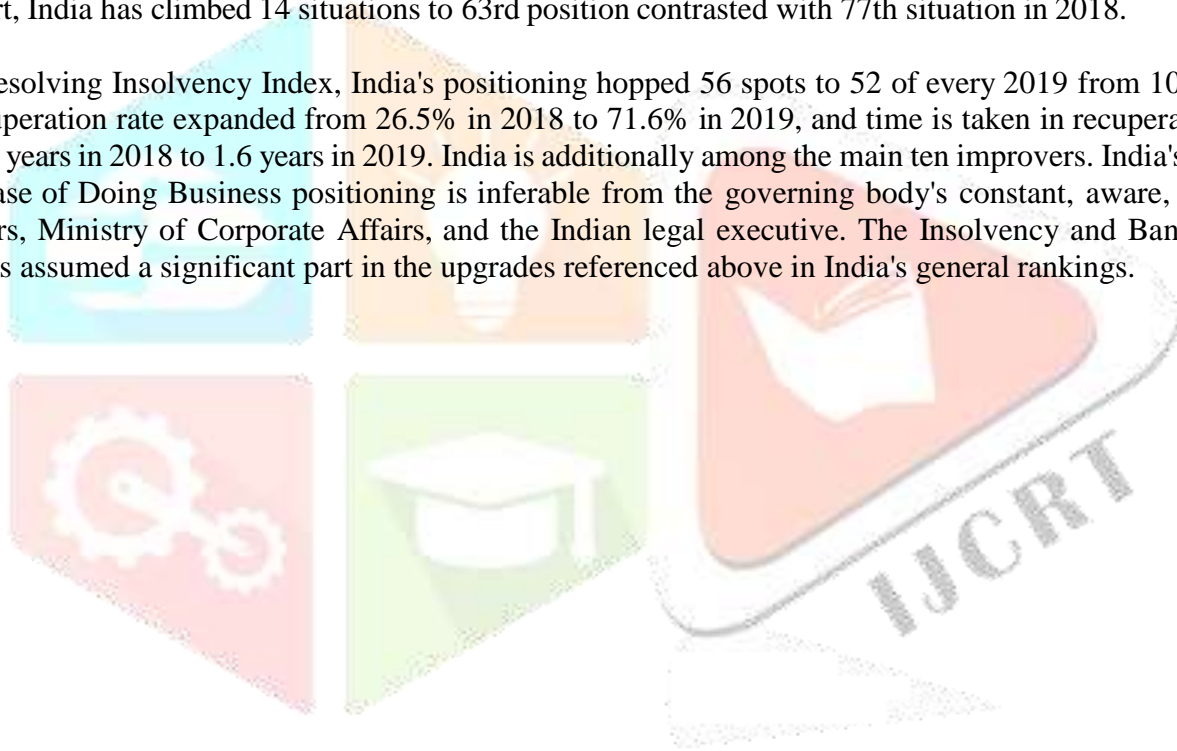 rt, India has climbed 14 situations to 63rd position contrasted with 77th situation in 2018.
esolving Insolvency Index, India's positioning hopped 56 spots to 52 of every 2019 from 10
uperation rate expanded from 26.5% in 2018 to 71.6% in 2019, and time is taken in recupera
years in 2018 to 1.6 years in 2019. India is additionally among the main ten improvers. India's
ase of Doing Business positioning is inferable from the governing body's constant, aware,
rs, Ministry of Corporate Affairs, and the Indian legal executive. The Insolvency and Ban
s assumed a significant part in the upgrades referenced above in India's general rankings.
IJCRT